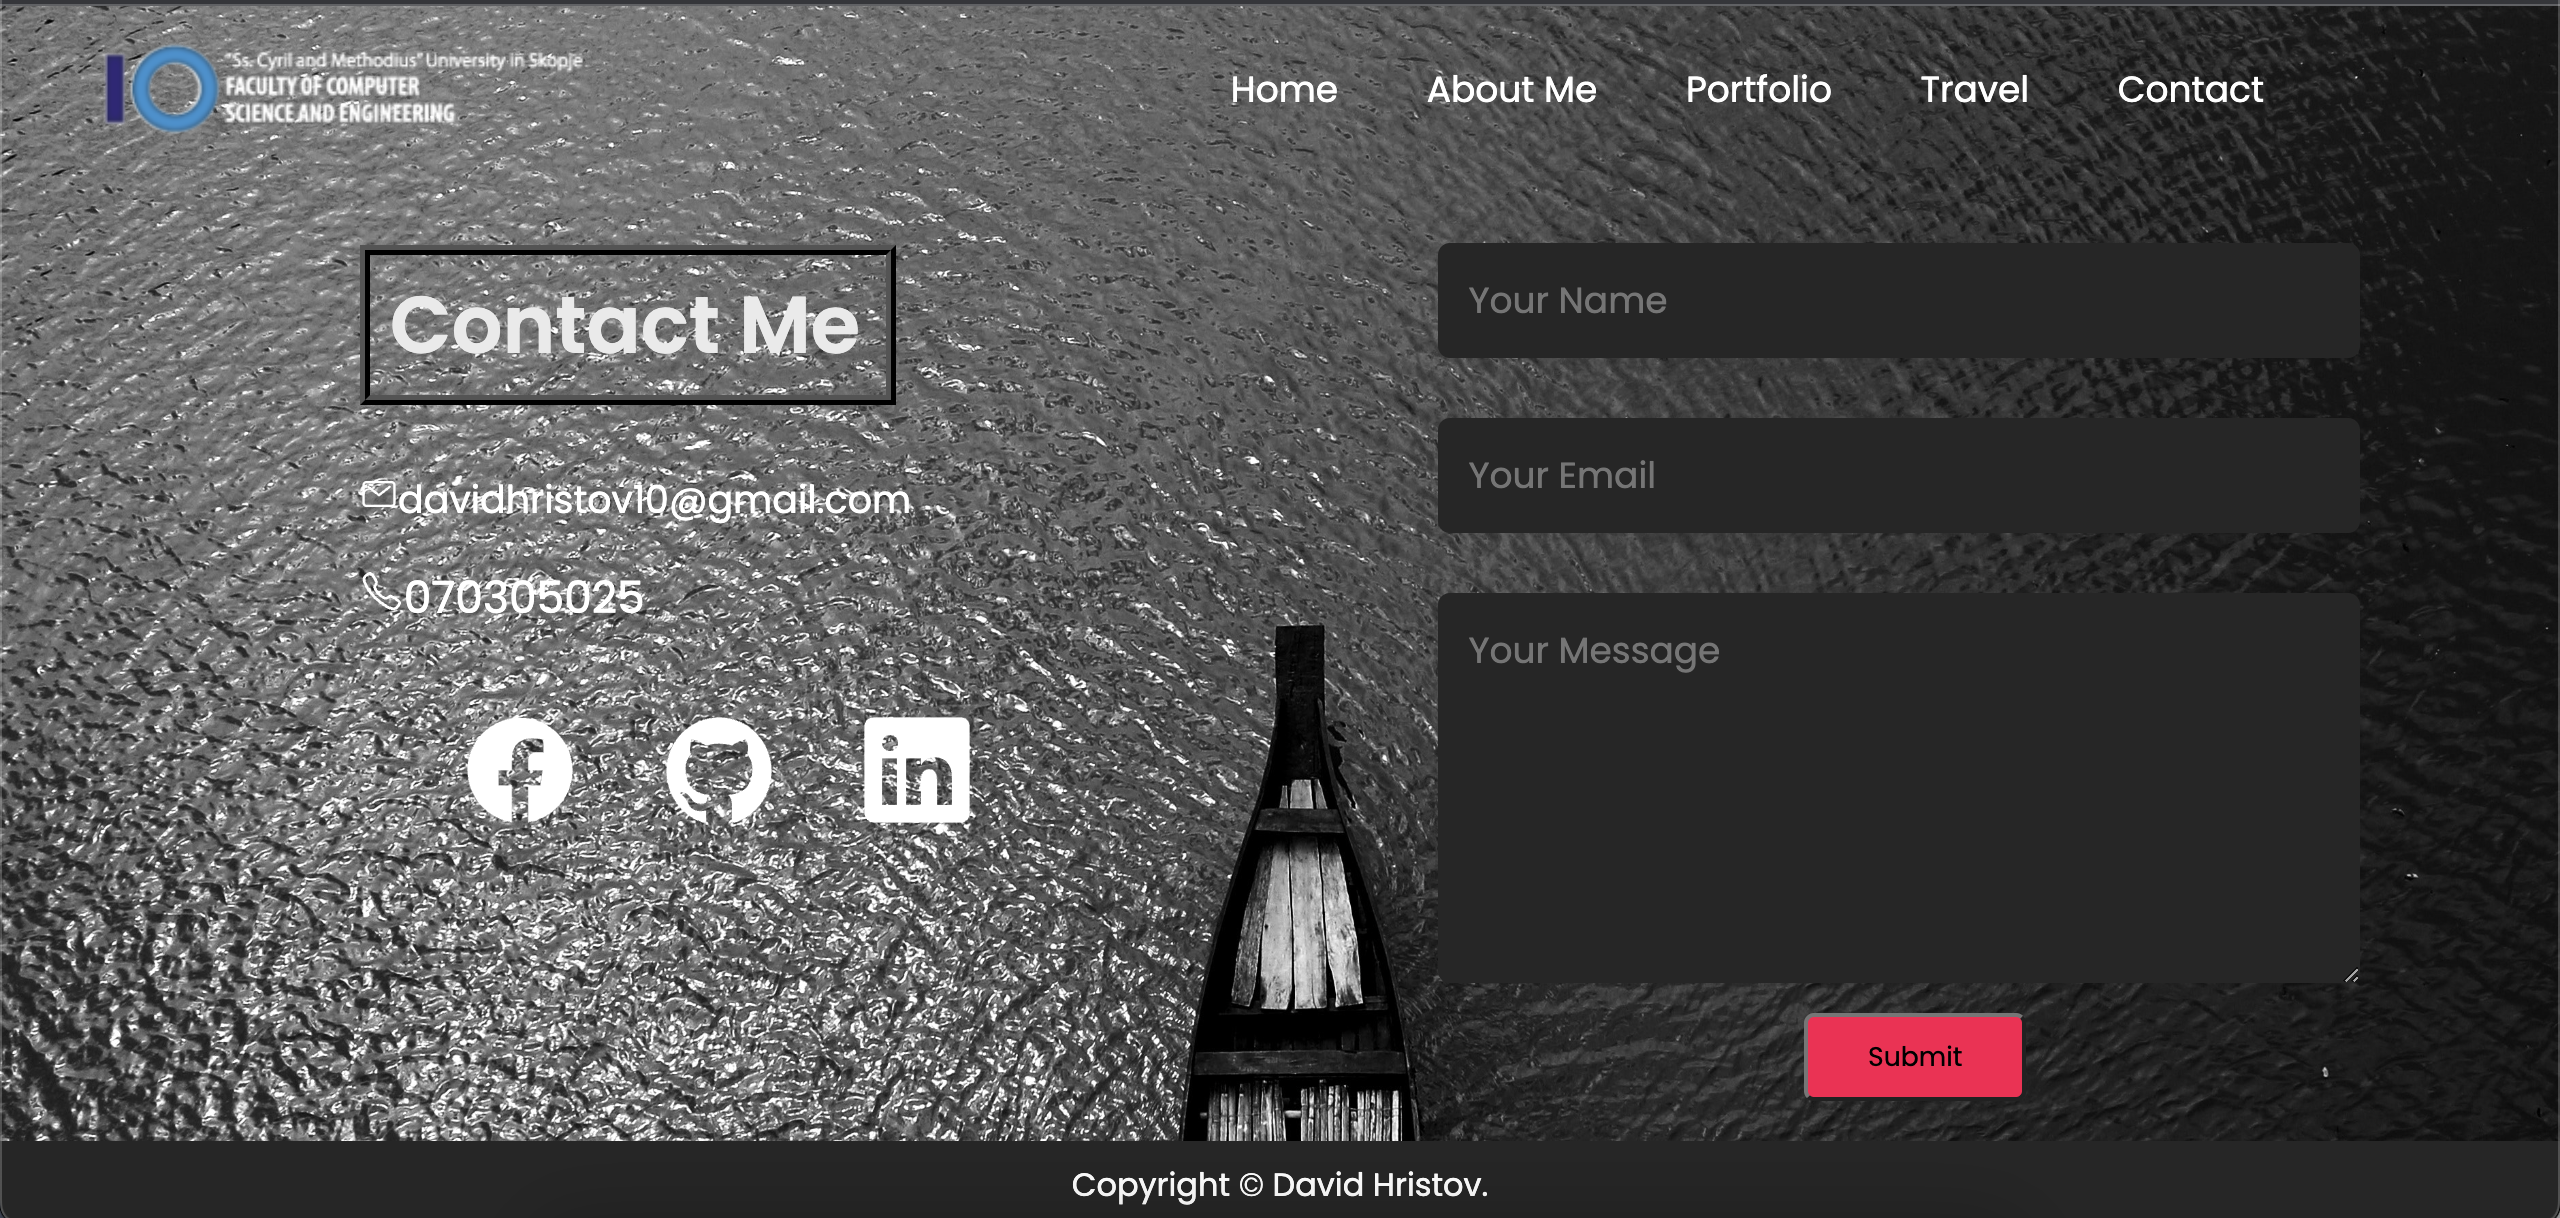 "Ss. Cyril and Methodius" University in Skopje
FACULTY OF COMPUTER
SCIENCE AND ENGINEERING
Home About Me Portfolio Travel Contact
Contact Me
davidhristov10@gmail.com
070305025
Your Name
Your Email
Your Message
Submit
Copyright © David Hristov.